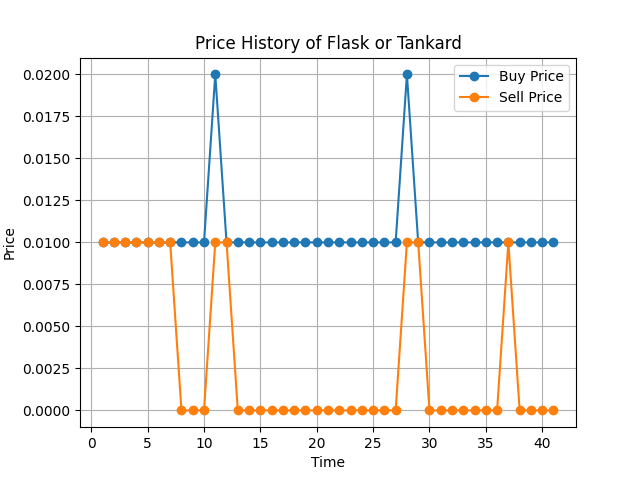 Price History of Flask or Tankard
Buy Price
Sell Price
0.0200
0.0175
0.0150
0.0125
0.0100
0.0075
0.0050
0.0025
0.0000
Price
0 5 10 15 20 25 30 35 40
Time